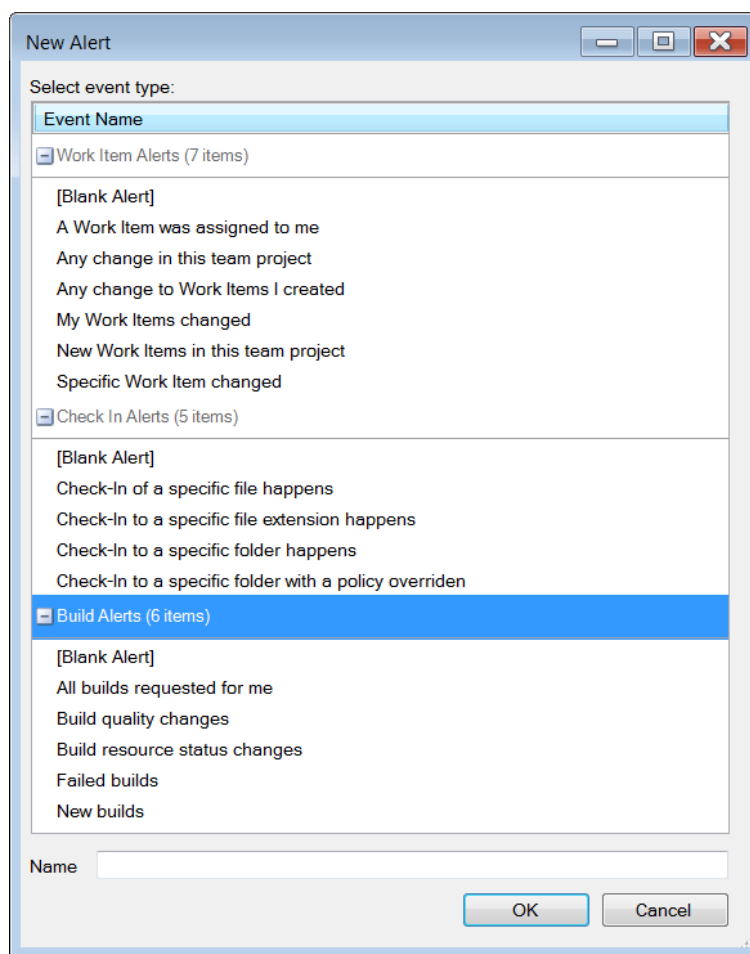 New Alert
Select event type:
Event Name
Work Item Alerts (7 items)
[Blank Alert]
A Work Item was assigned to me
Any change in this team project
Any change to Work Items I created
My Work Items changed
New Work Items in this team project
Specific Work Item changed
Check In Alerts (5 items)
[Blank Alert]
Check-In of a specific file happens
Check-In to a specific file extension happens
Check-In to a specific folder happens
Check-In to a specific folder with a policy overriden
Build Alerts (6 items)
[Blank Alert]
All builds requested for me
Build quality changes
Build resource status changes
Failed builds
New builds
Name
OK Cancel